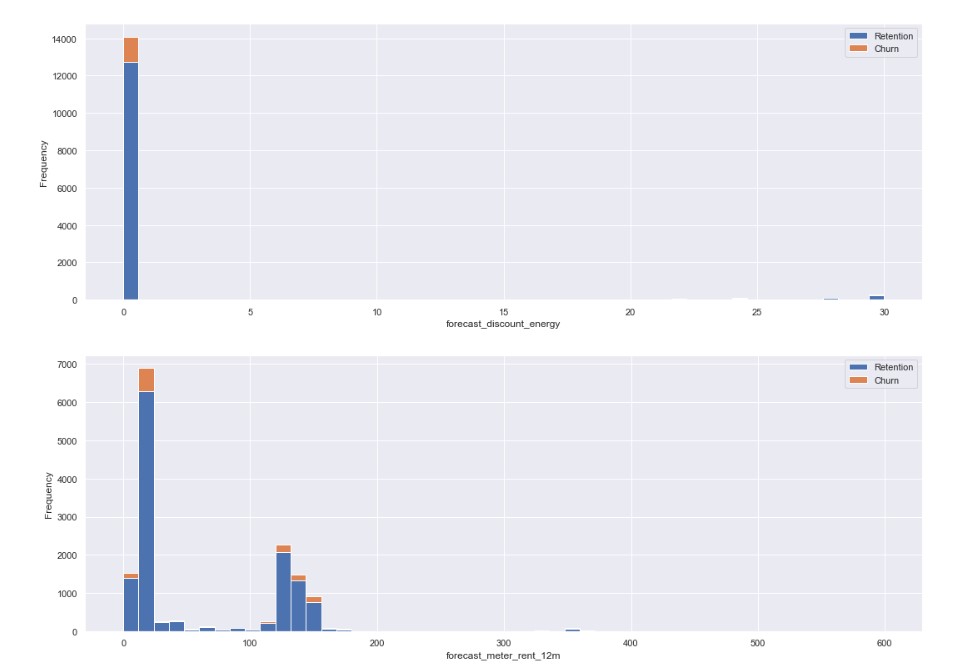 14000
12000
10000
8000
6000
4000
2000
0
Frequency
Retention
Churn
0 5 10 15 20 25 30
forecast_discount_energy
7000
6000
5000
4000
3000
2000
1000
0
Frequency
Retention
Churn
0 100 200 300 400 500 600
forecast_meter_rent_12m